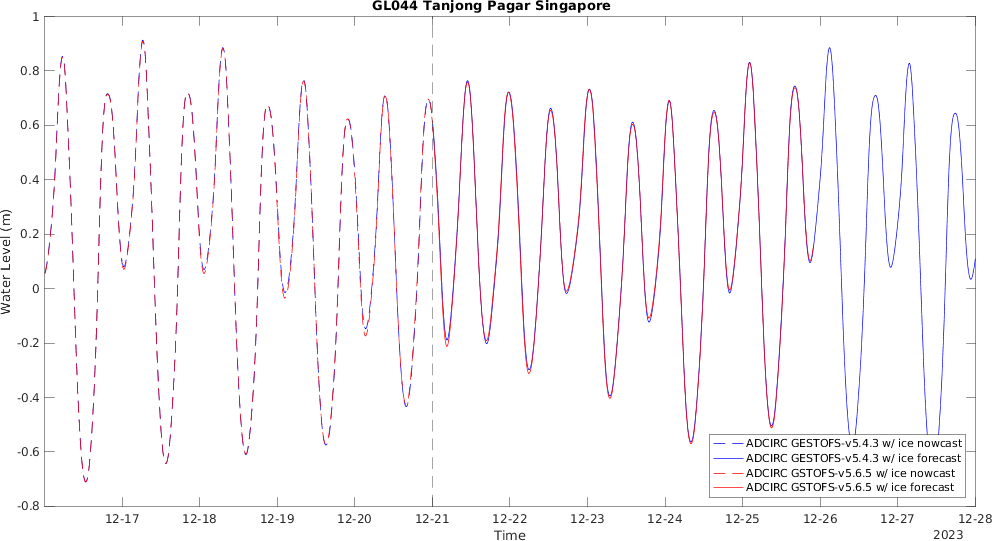 GL044 Tanjong Pagar Singapore
1
0.8
0.6
0.4
0.2
0
-0.2
-0.4
-0.6
-0.8
Water Level (m)
ADCIRC GESTOFS-v5.4.3 w/ ice nowcast
ADCIRC GESTOFS-v5.4.3 w/ ice forecast
ADCIRC GSTOFS-v5.6.5 w/ ice nowcast
ADCIRC GSTOFS-v5.6.5 w/ ice forecast
12-17 12-18 12-19 12-20 12-21 12-22 12-23 12-24 12-25 12-26 12-27 12-28
Time
2023